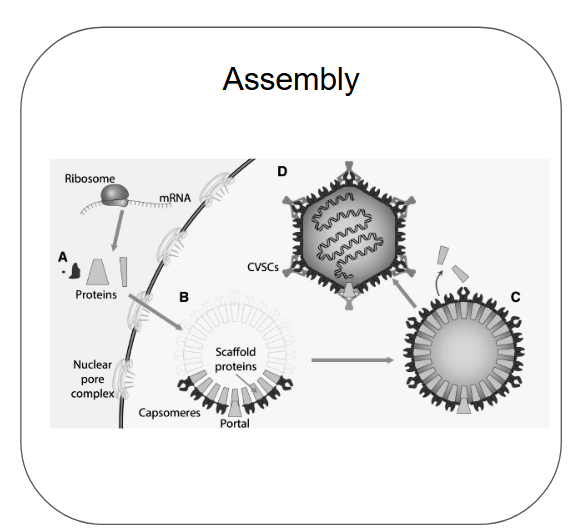 Assembly
Ribosome
mRNA
A
Proteins
Nuclear
pore
complex
B
Scaffold
proteins
Capsomeres
Portal
C
D
CVSCs